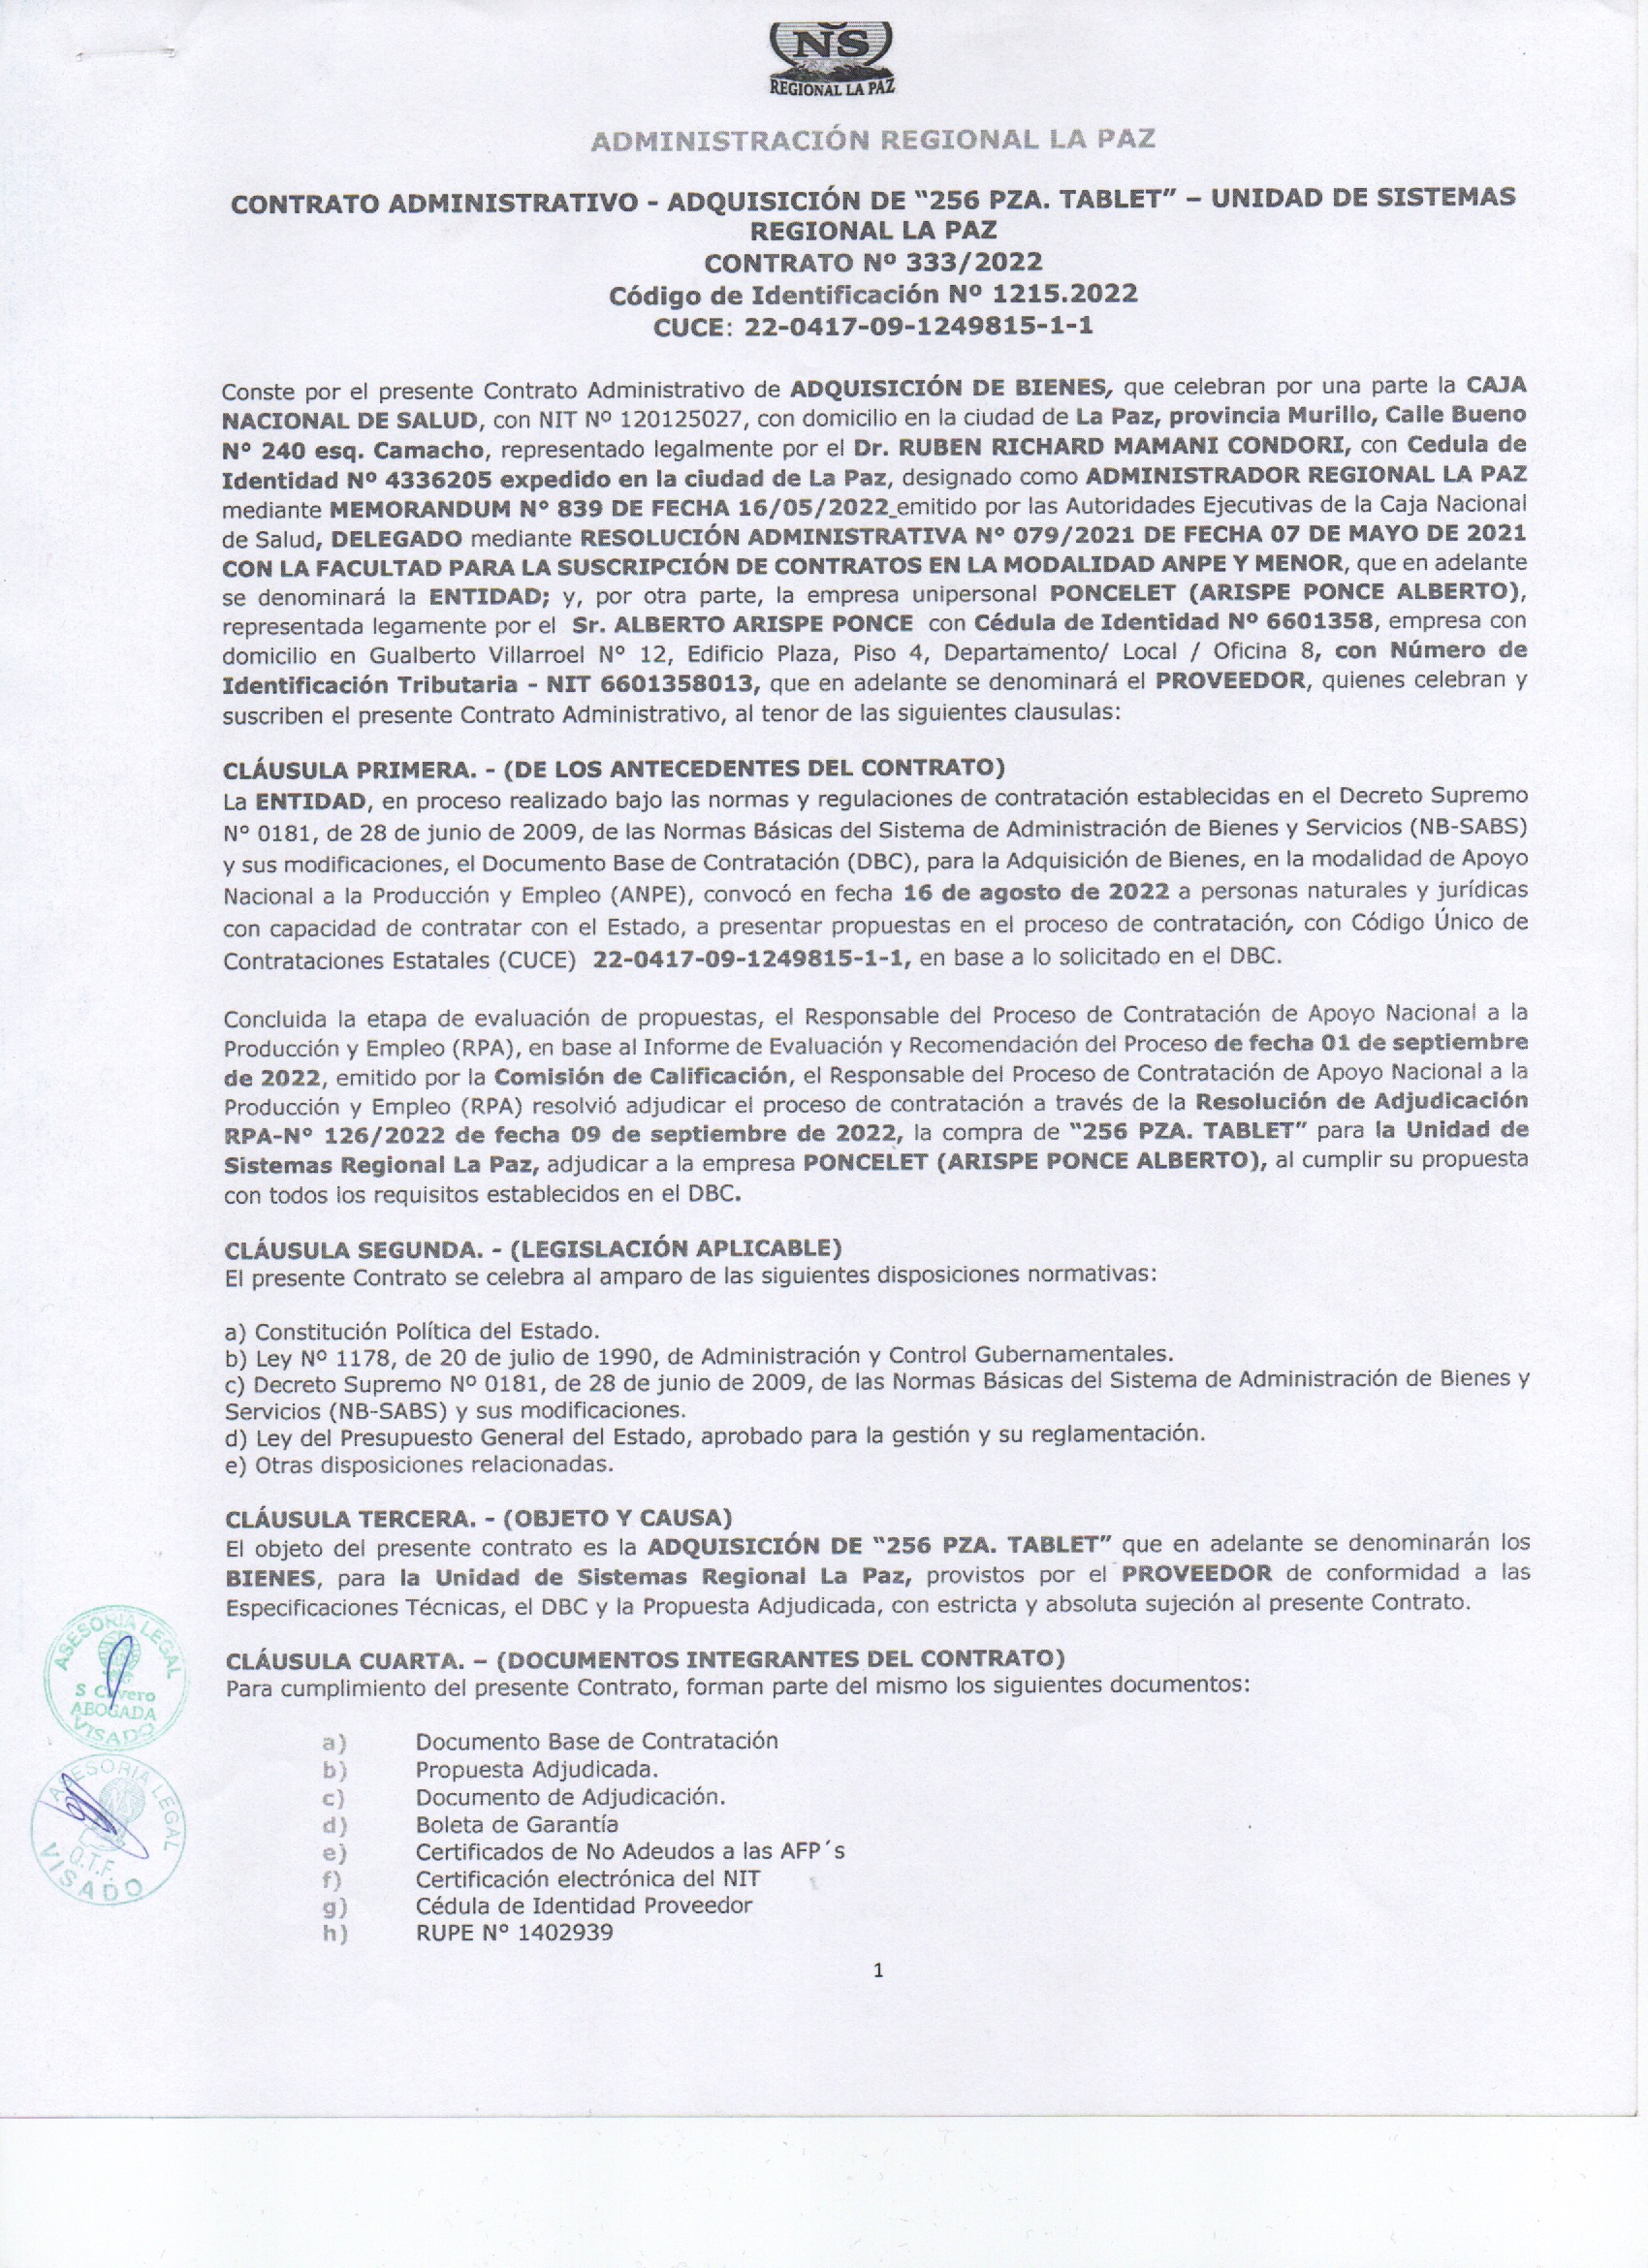 NS
REGIONAL LA PAZ
ADMINISTRACIÓN REGIONAL LA PAZ
CONTRATO ADMINISTRATIVO - ADQUISICIÓN DE “256 PZA. TABLET” – UNIDAD DE SISTEMAS
REGIONAL LA PAZ
CONTRATO Nº 333/2022
Código de Identificación Nº 1215.2022
CUCE: 22-0417-09-1249815-1-1
Conste por el presente Contrato Administrativo de ADQUISICIÓN DE BIENES, que celebran por una parte la CAJA
NACIONAL DE SALUD, con NIT Nº 120125027, con domicilio en la ciudad de La Paz, provincia Murillo, Calle Bueno
N° 240 esq. Camacho, representado legalmente por el Dr. RUBEN RICHARD MAMANI CONDORI, con Cedula de
Identidad Nº 4336205 expedido en la ciudad de La Paz, designado como ADMINISTRADOR REGIONAL LA PAZ
mediante MEMORANDUM N° 839 DE FECHA 16/05/2022 emitido por las Autoridades Ejecutivas de la Caja Nacional
de Salud, DELEGADO mediante RESOLUCIÓN ADMINISTRATIVA N° 079/2021 DE FECHA 07 DE MAYO DE 2021
CON LA FACULTAD PARA LA SUSCRIPCIÓN DE CONTRATOS EN LA MODALIDAD ANPE Y MENOR, que en adelante
se denominará la ENTIDAD; y, por otra parte, la empresa unipersonal PONCELET (ARISPE PONCE ALBERTO),
representada legamente por el Sr. ALBERTO ARISPE PONCE con Cédula de Identidad Nº 6601358, empresa con
domicilio en Gualberto Villarroel N° 12, Edificio Plaza, Piso 4, Departamento/ Local / Oficina 8, con Número de
Identificación Tributaria - NIT 6601358013, que en adelante se denominará el PROVEEDOR, quienes celebran y
suscriben el presente Contrato Administrativo, al tenor de las siguientes clausulas:
CLÁUSULA PRIMERA. - (DE LOS ANTECEDENTES DEL CONTRATO)
La ENTIDAD, en proceso realizado bajo las normas y regulaciones de contratación establecidas en el Decreto Supremo
N° 0181, de 28 de junio de 2009, de las Normas Básicas del Sistema de Administración de Bienes y Servicios (NB-SABS)
y sus modificaciones, el Documento Base de Contratación (DBC), para la Adquisición de Bienes, en la modalidad de Apoyo
Nacional a la Producción y Empleo (ANPE), convocó en fecha 16 de agosto de 2022 a personas naturales y jurídicas
con capacidad de contratar con el Estado, a presentar propuestas en el proceso de contratación, con Código Único de
Contrataciones Estatales (CUCE) 22-0417-09-1249815-1-1, en base a lo solicitado en el DBC.
Concluida la etapa de evaluación de propuestas, el Responsable del Proceso de Contratación de Apoyo Nacional a la
Producción y Empleo (RPA), en base al Informe de Evaluación y Recomendación del Proceso de fecha 01 de septiembre
de 2022, emitido por la Comisión de Calificación, el Responsable del Proceso de Contratación de Apoyo Nacional a la
Producción y Empleo (RPA) resolvió adjudicar el proceso de contratación a través de la Resolución de Adjudicación
RPA-N° 126/2022 de fecha 09 de septiembre de 2022, la compra de “256 PZA. TABLET” para la Unidad de
Sistemas Regional La Paz, adjudicar a la empresa PONCELET (ARISPE PONCE ALBERTO), al cumplir su propuesta
con todos los requisitos establecidos en el DBC.
CLÁUSULA SEGUNDA. - (LEGISLACIÓN APLICABLE)
El presente Contrato se celebra al amparo de las siguientes disposiciones normativas:
a) Constitución Política del Estado.
b) Ley Nº 1178, de 20 de julio de 1990, de Administración y Control Gubernamentales.
c) Decreto Supremo Nº 0181, de 28 de junio de 2009, de las Normas Básicas del Sistema de Administración de Bienes y
Servicios (NB-SABS) y sus modificaciones.
d) Ley del Presupuesto General del Estado, aprobado para la gestión y su reglamentación.
e) Otras disposiciones relacionadas.
CLÁUSULA TERCERA. - (OBJETO Y CAUSA)
El objeto del presente contrato es la ADQUISICIÓN DE “256 PZA. TABLET” que en adelante se denominarán los
BIENES, para la Unidad de Sistemas Regional La Paz, provistos por el PROVEEDOR de conformidad a las
Especificaciones Técnicas, el DBC y la Propuesta Adjudicada, con estricta y absoluta sujeción al presente Contrato.
CLÁUSULA CUARTA. – (DOCUMENTOS INTEGRANTES DEL CONTRATO)
Para cumplimiento del presente Contrato, forman parte del mismo los siguientes documentos:
a) Documento Base de Contratación
b) Propuesta Adjudicada.
c) Documento de Adjudicación.
d) Boleta de Garantía
e) Certificados de No Adeudos a las AFP´s
f) Certificación electrónica del NIT
g) Cédula de Identidad Proveedor
h) RUPE N° 1402939
1
ASESORIA LEGAL
ABOGADA
VISADO
ASESORIA LEGAL
NS
Q.T.F.
VISADO